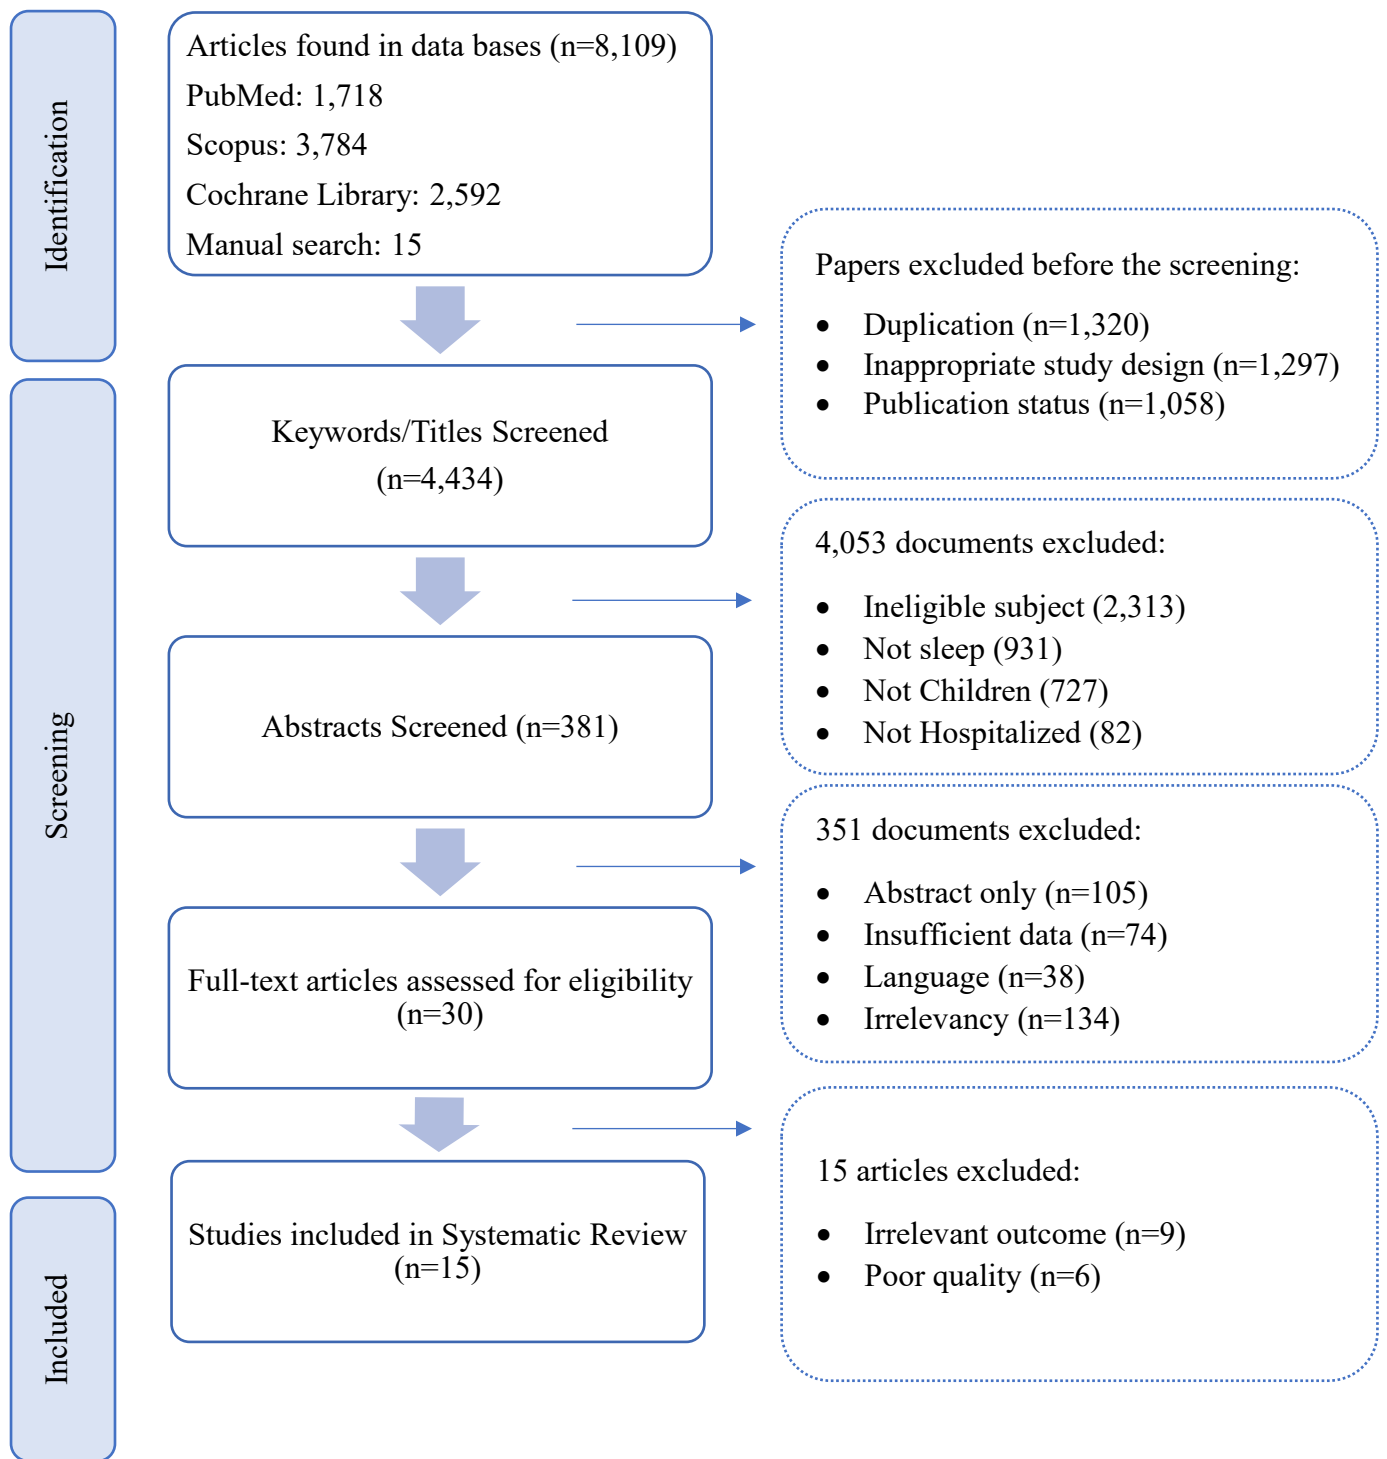 Identification
Articles found in data bases (n=8,109)
PubMed: 1,718
Scopus: 3,784
Cochrane Library: 2,592
Manual search: 15
Papers excluded before the screening:
• Duplication (n=1,320)
• Inappropriate study design (n=1,297)
• Publication status (n=1,058)
Screening
Keywords/Titles Screened
(n=4,434)
4,053 documents excluded:
• Ineligible subject (2,313)
• Not sleep (931)
• Not Children (727)
• Not Hospitalized (82)
Abstracts Screened (n=381)
351 documents excluded:
• Abstract only (n=105)
• Insufficient data (n=74)
• Language (n=38)
• Irrelevancy (n=134)
Full-text articles assessed for eligibility
(n=30)
15 articles excluded:
• Irrelevant outcome (n=9)
• Poor quality (n=6)
Included
Studies included in Systematic Review
(n=15)